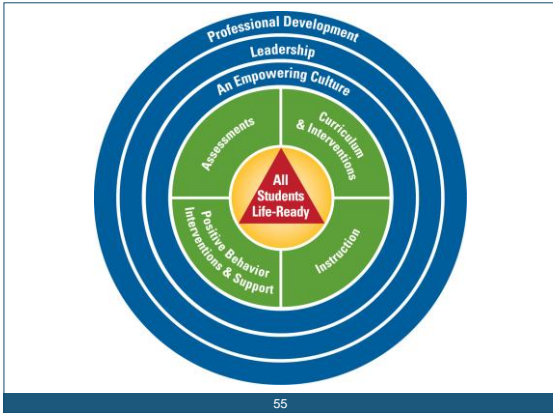 Professional Development
Leadership
An Empowering Culture
Assessments
Curriculum
& Interventions
All
Students
Life-Ready
Positive Behavior
Interventions & Support
Instruction
55